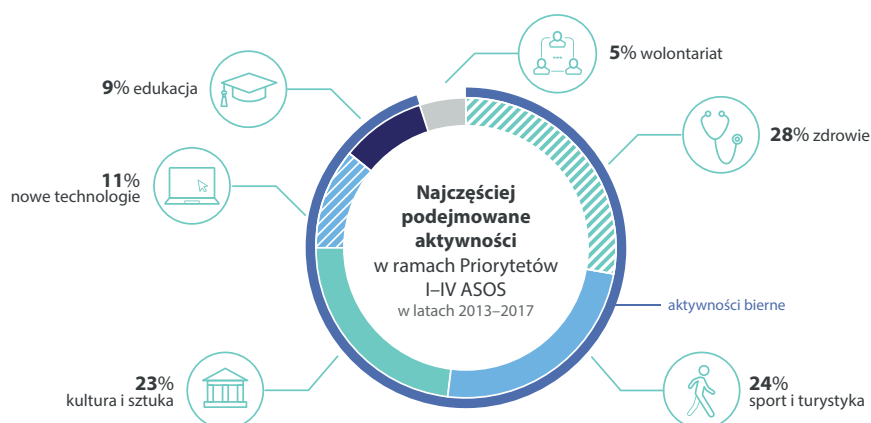 5% wolontariat
9% edukacja
28% zdrowie
11%
nowe technologie
Najczęściej
podejmowane
aktywności
w ramach Priorytetów
I–IV ASOS
w latach 2013–2017
aktywności bierne
23%
kultura i sztuka
24%
sport i turystyka